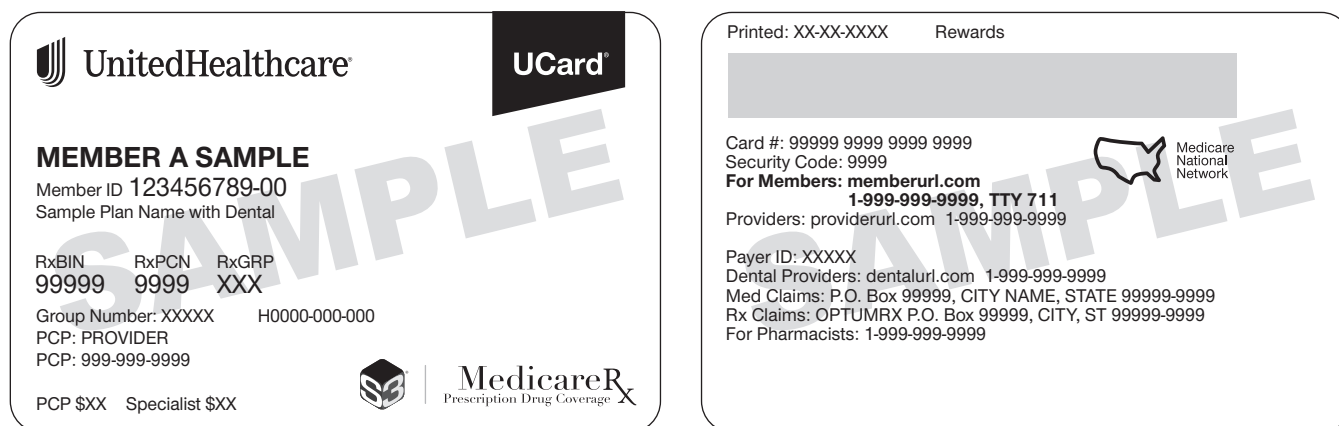 UnitedHealthcare®
UCard®
MEMBER A SAMPLE
Member ID 123456789-00
Sample Plan Name with Dental
RxBIN RxPCN RxGRP
99999 9999 XXX
Group Number: XXXXX H0000-000-000
PCP: PROVIDER
PCP: 999-999-9999
PCP $XX Specialist $XX
S3®
MedicareRx
Prescription Drug Coverage
SAMPLE
Printed: XX-XX-XXXX Rewards
Card #: 99999 9999 9999 9999
Security Code: 9999
For Members: memberurl.com
1-999-999-9999, TTY 711
Providers: providerurl.com 1-999-999-9999
Medicare
National
Network
Payer ID: XXXXX
Dental Providers: dentalurl.com 1-999-999-9999
Med Claims: P.O. Box 99999, CITY NAME, STATE 99999-9999
Rx Claims: OPTUMRX P.O. Box 99999, CITY, ST 99999-9999
For Pharmacists: 1-999-999-9999
SAMPLE